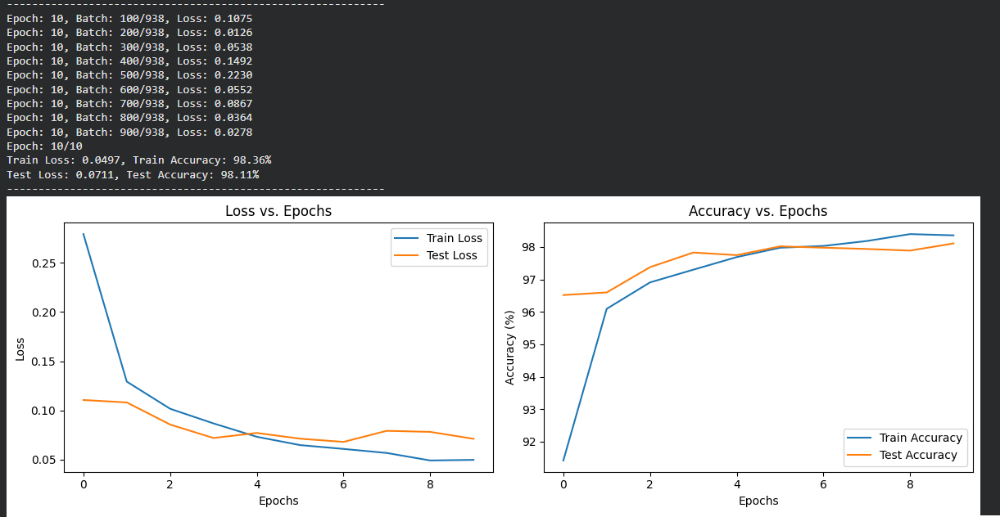 ------------------------------------------------------------
Epoch: 10, Batch: 100/938, Loss: 0.1075
Epoch: 10, Batch: 200/938, Loss: 0.0126
Epoch: 10, Batch: 300/938, Loss: 0.0538
Epoch: 10, Batch: 400/938, Loss: 0.1492
Epoch: 10, Batch: 500/938, Loss: 0.2230
Epoch: 10, Batch: 600/938, Loss: 0.0552
Epoch: 10, Batch: 700/938, Loss: 0.0867
Epoch: 10, Batch: 800/938, Loss: 0.0364
Epoch: 10, Batch: 900/938, Loss: 0.0278
Epoch: 10/10
Train Loss: 0.0497, Train Accuracy: 98.36%
Test Loss: 0.0711, Test Accuracy: 98.11%
------------------------------------------------------------
Loss vs. Epochs
Train Loss
Test Loss
0.25
0.20
0.15
0.10
0.05
Loss
0 2 4 6 8
Epochs
Accuracy vs. Epochs
98
97
96
95
94
93
92
Accuracy (%)
Train Accuracy
Test Accuracy
0 2 4 6 8
Epochs